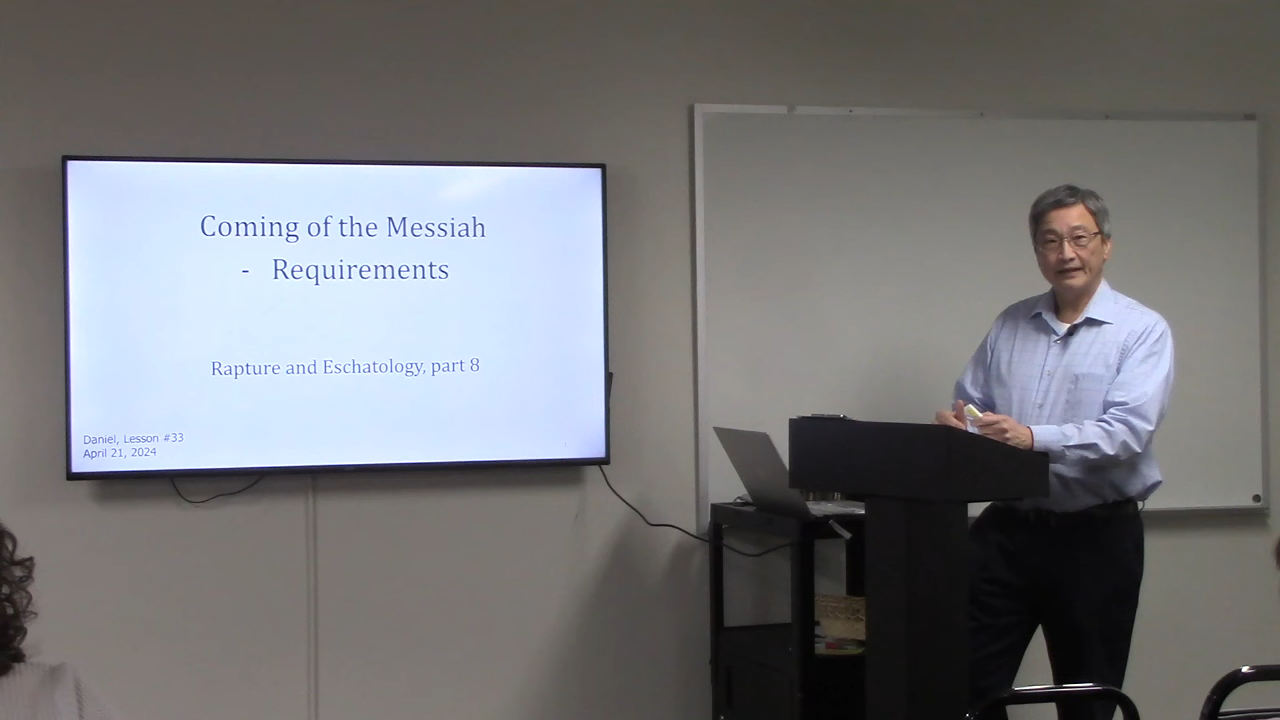 Coming of the Messiah
- Requirements
Rapture and Eschatology, part 8
Daniel, Lesson #33
April 21, 2024